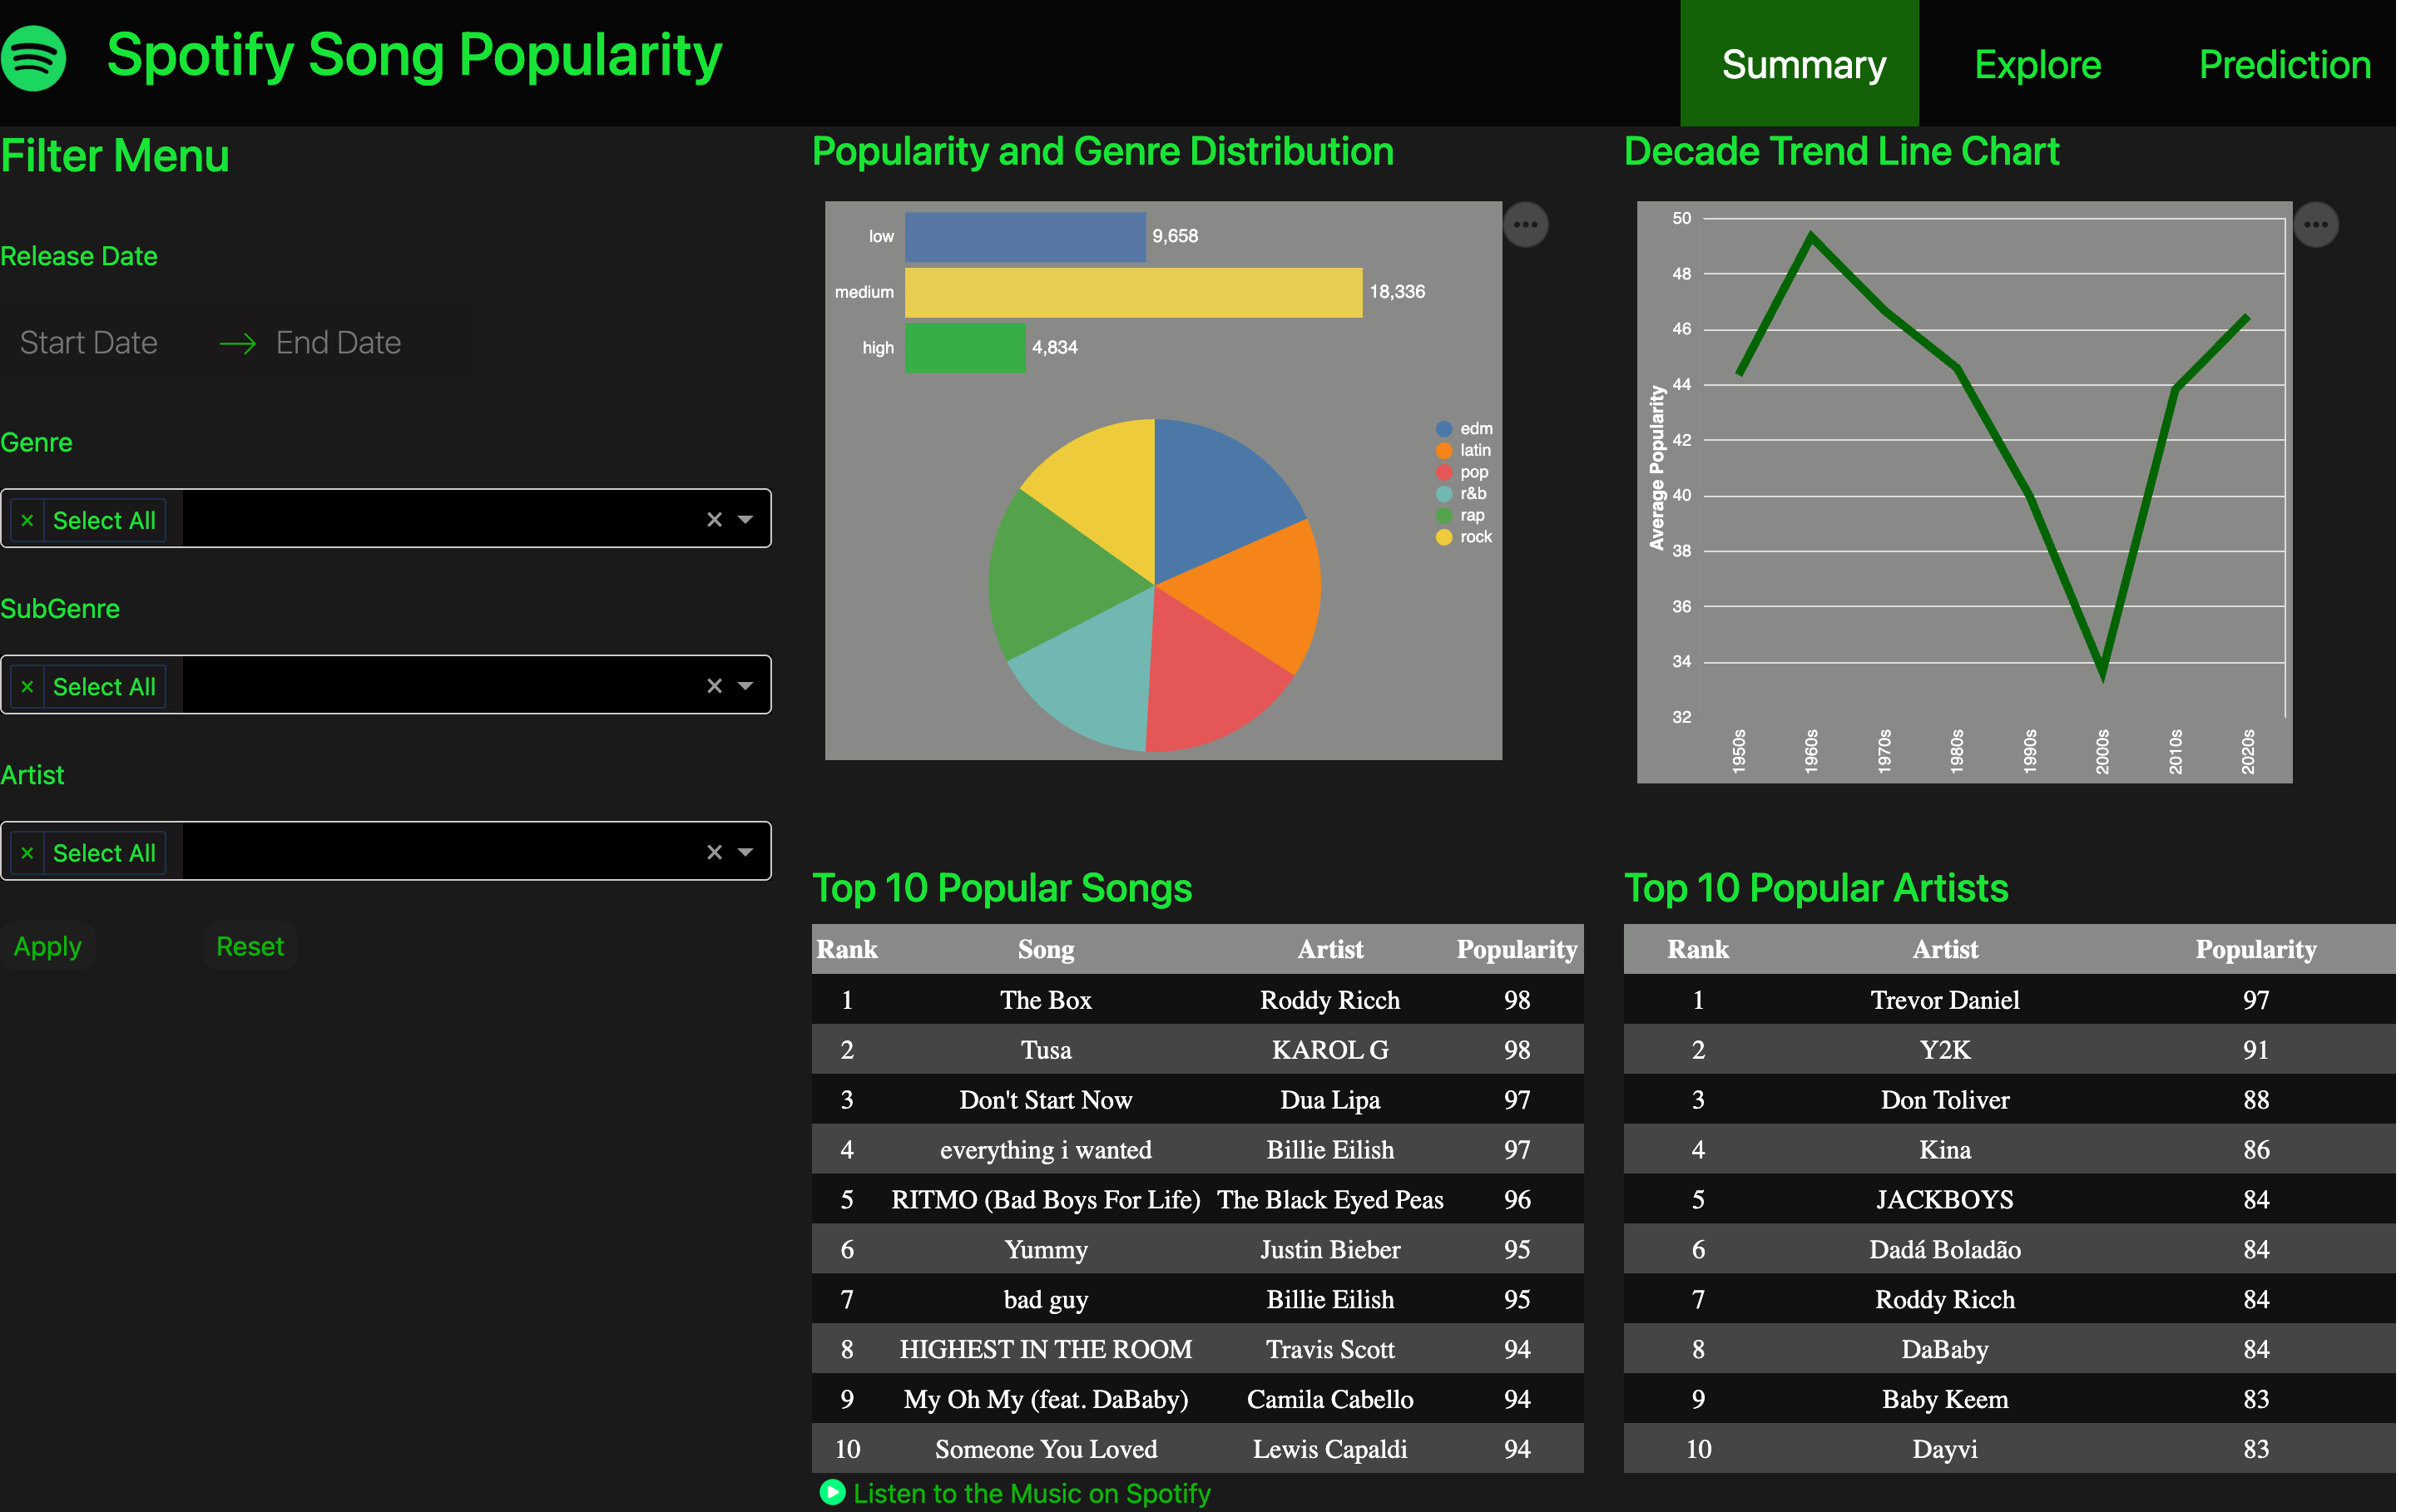 Spotify Song Popularity
Summary
Explore
Prediction
Filter Menu
Release Date
Start Date
End Date
Genre
× Select All
SubGenre
× Select All
Artist
× Select All
Apply
Reset
Popularity and Genre Distribution
low 9,658
medium 18,336
high 4,834
edm
latin
pop
r&b
rap
rock
Decade Trend Line Chart
Average Popularity
50
48
46
44
42
40
38
36
34
32
1950s
1960s
1970s
1980s
1990s
2000s
2010s
2020s
Top 10 Popular Songs
Rank Song Artist Popularity
1 The Box Roddy Ricch 98
2 Tusa KAROL G 98
3 Don't Start Now Dua Lipa 97
4 everything i wanted Billie Eilish 97
5 RITMO (Bad Boys For Life) The Black Eyed Peas 96
6 Yummy Justin Bieber 95
7 bad guy Billie Eilish 95
8 HIGHEST IN THE ROOM Travis Scott 94
9 My Oh My (feat. DaBaby) Camila Cabello 94
10 Someone You Loved Lewis Capaldi 94
Listen to the Music on Spotify
Top 10 Popular Artists
Rank Artist Popularity
1 Trevor Daniel 97
2 Y2K 91
3 Don Toliver 88
4 Kina 86
5 JACKBOYS 84
6 Dadá Boladão 84
7 Roddy Ricch 84
8 DaBaby 84
9 Baby Keem 83
10 Dayvi 83